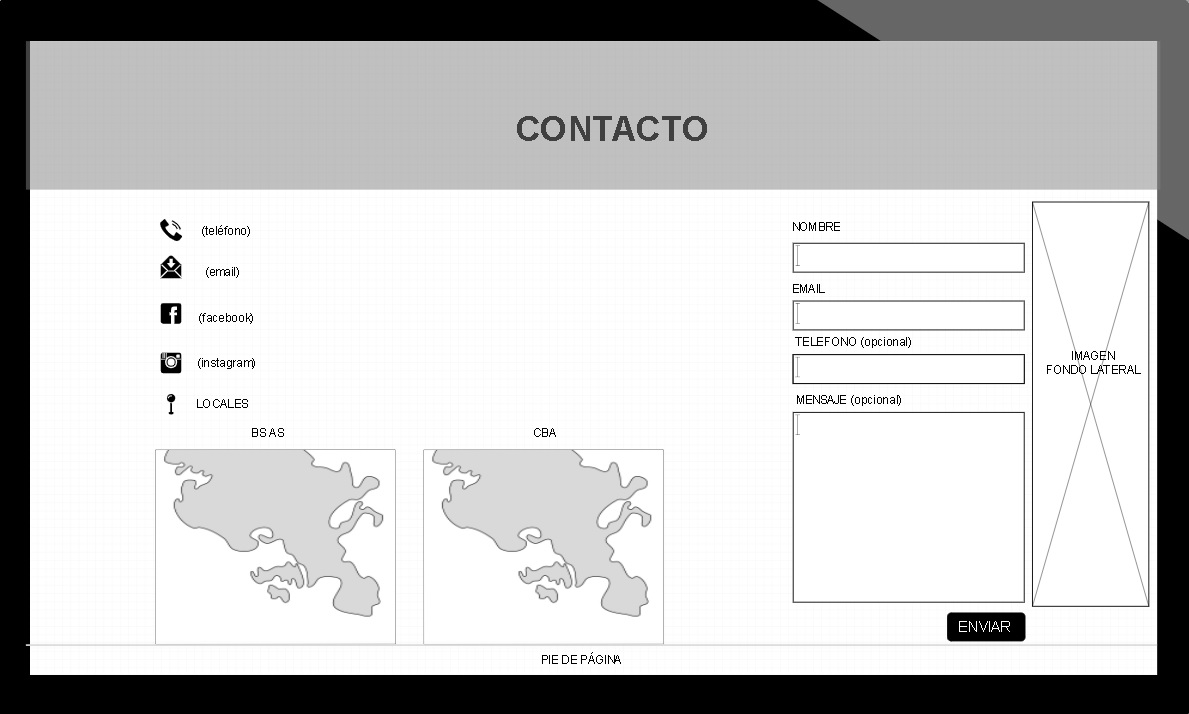 CONTACTO
(teléfono)
(email)
(facebook)
(instagram)
LOCALES
BS AS
CBA
NOMBRE
EMAIL
TELEFONO (opcional)
MENSAJE (opcional)
ENVIAR
IMAGEN
FONDO LATERAL
PIE DE PÁGINA